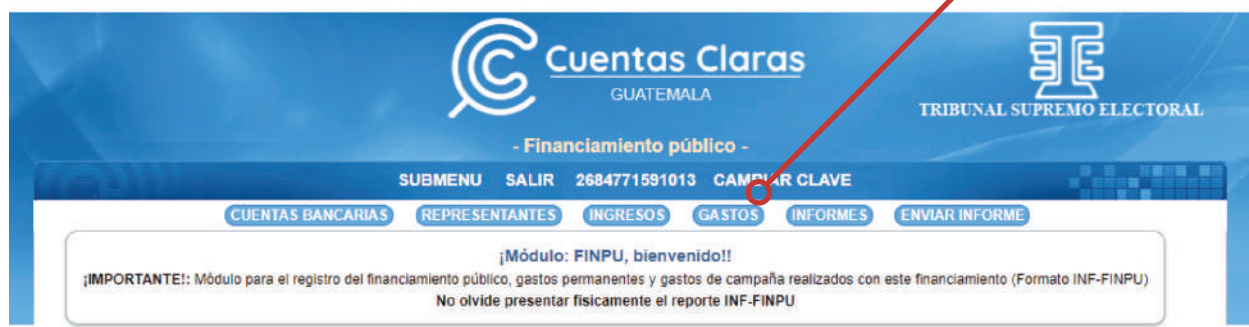 Cuentas Claras
GUATEMALA
TRIBUNAL SUPREMO ELECTORAL
- Financiamiento público -
SUBMENU SALIR 2684771591013 CAMBIAR CLAVE
CUENTAS BANCARIAS REPRESENTANTES INGRESOS GASTOS INFORMES ENVIAR INFORME
¡Módulo: FINPU, bienvenido!!
¡IMPORTANTE!: Módulo para el registro del financiamiento público, gastos permanentes y gastos de campaña realizados con este financiamiento (Formato INF-FINPU)
No olvide presentar fisicamente el reporte INF-FINPU